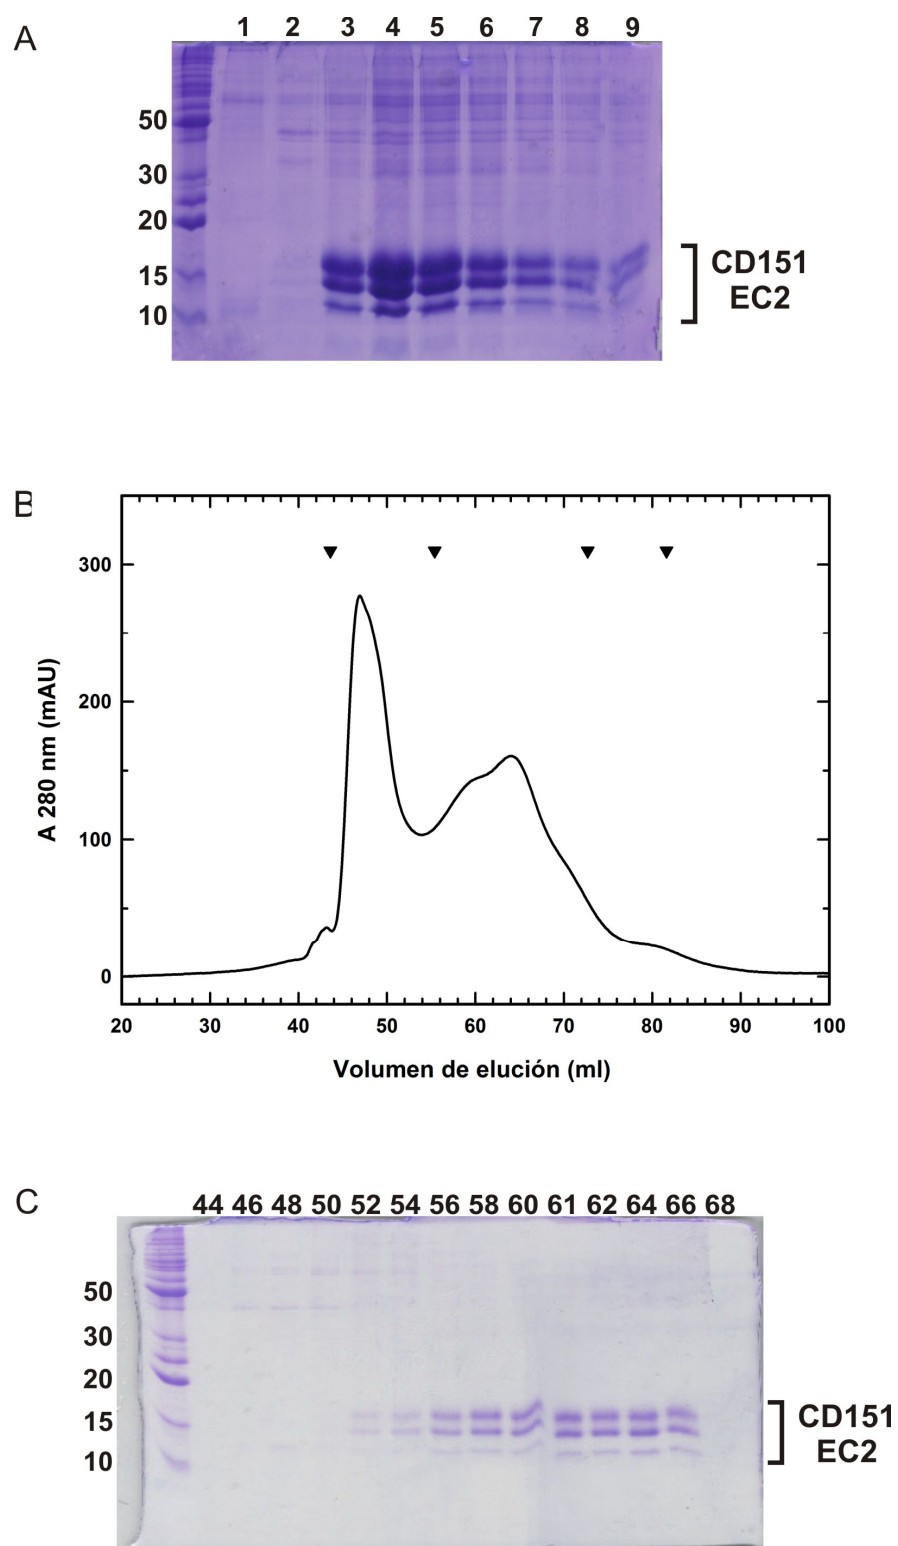 A
1 2 3 4 5 6 7 8 9
50
30
20
15
10
CD151
EC2
B
300
200
100
0
A 280 nm (mAU)
20 30 40 50 60 70 80 90 100
Volumen de elución (ml)
C
44 46 48 50 52 54 56 58 60 61 62 64 66 68
50
30
20
15
10
CD151
EC2